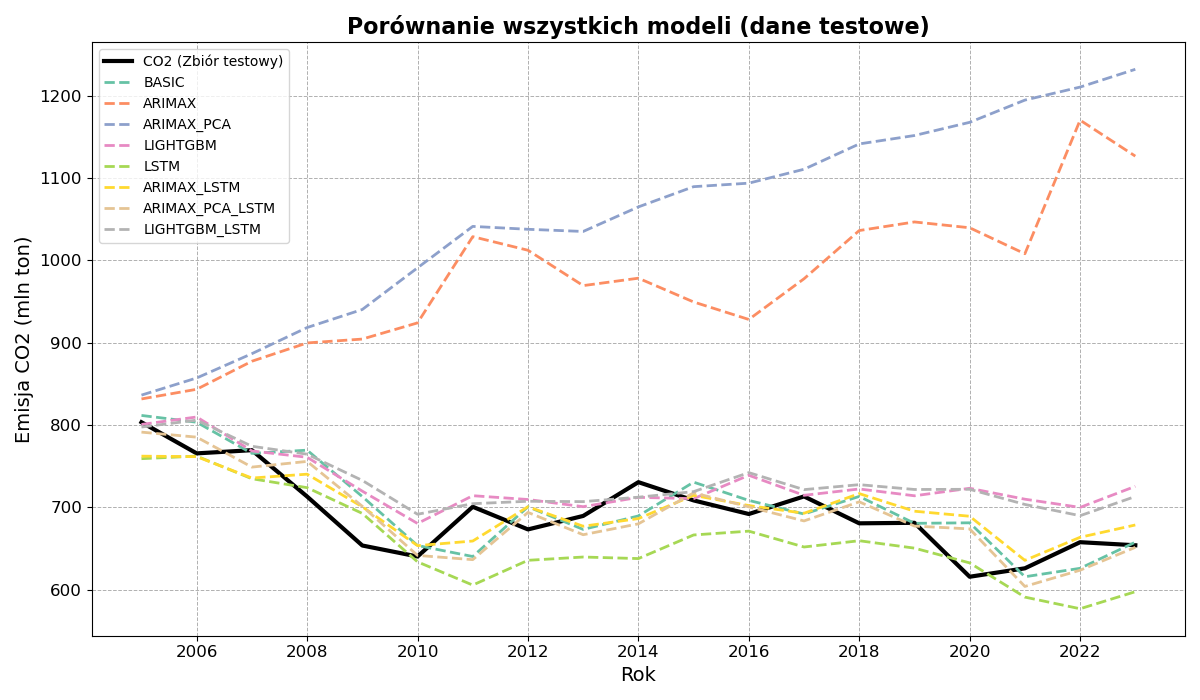 Porównanie wszystkich modeli (dane testowe)
CO2 (Zbiór testowy)
BASIC
ARIMAX
ARIMAX_PCA
LIGHTGBM
LSTM
ARIMAX_LSTM
ARIMAX_PCA_LSTM
LIGHTGBM_LSTM
Emisja CO2 (mln ton)
1200
1100
1000
900
800
700
600
2006 2008 2010 2012 2014 2016 2018 2020 2022
Rok